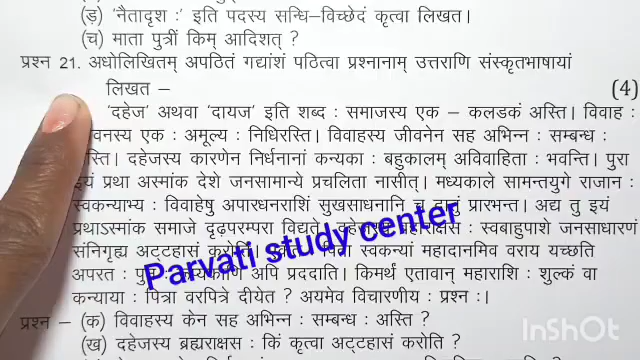 (ड़) 'नैतादृश :' इति पदस्य सन्धि–विच्छेदं कृत्वा लिखत।
(च) माता पुत्रीं किम् आदिशत् ?
प्रश्न 21. अधोलिखितम् अपठितं गद्यांशं पठित्वा प्रश्नानाम् उत्तराणि संस्कृतभाषायां
लिखत – (4)
'दहेज' अथवा 'दायज' इति शब्द : समाजस्य एक – कलडकं अस्ति। विवाह :
एक : अमूल्य : निधिरस्ति। विवाहस्य जीवनेन सह अभिन्न : सम्बन्ध :
दहेजस्य कारणेन निर्धनानां कन्यका : बहुकालम् अविवाहिता : भवन्ति। पुरा
इयं प्रथा अस्मांक देशे जनसामान्ये प्रचलिता नासीत्। मध्यकाले सामन्तयुगे राजान :
स्वकन्याभ्य : विवाहेषु अपारधनराशिं सुखसाधनानि च दातुं प्रारभन्त। अद्य तु इयं
प्रथाऽस्मांक समाजे दृढ़परम्परा विद्यते। स्वबाहुपाशे जनसाधारणं
संनिगृह्य अट्टहासं करोति। पिता स्वकन्यां महादानमिव वराय यच्छति
अपरत : अपि प्रददाति। किमर्थं एतावान् महाराशि : शुल्कं वा
कन्याया : पित्रा वरपित्रे दीयेत ? अयमेव विचारणीय : प्रश्न :।
प्रश्न – (क) विवाहस्य केन सह अभिन्न : सम्बन्ध : अस्ति ?
(ख) दहेजस्य ब्रह्मराक्षस : किं कृत्वा अट्टहासं करोति ?
Parvati study center
InShOt